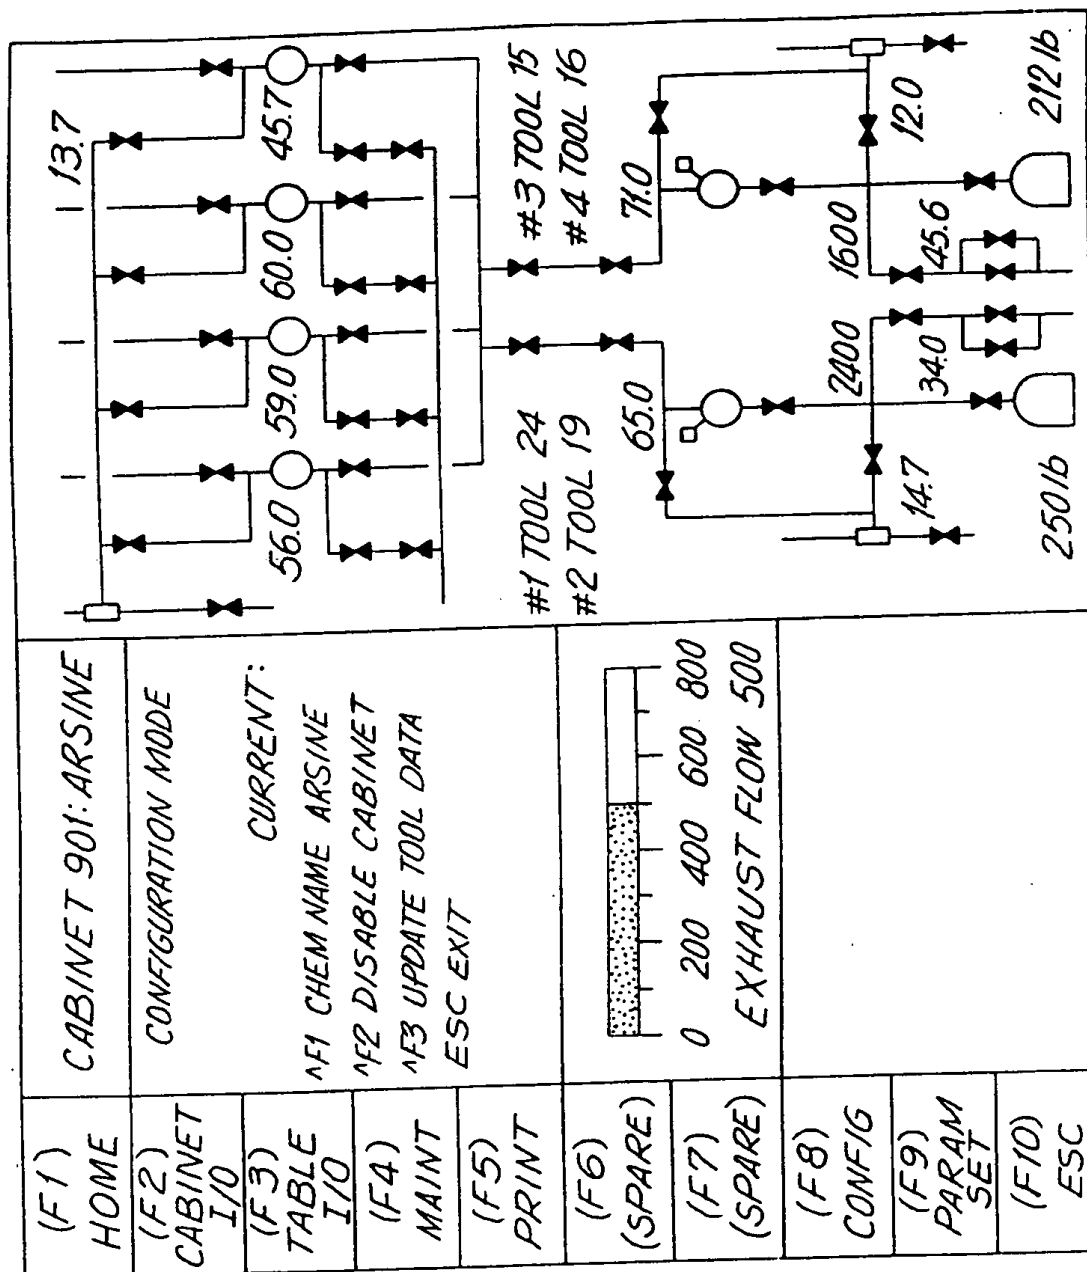 (F1)
HOME
(F2)
CABINET
I/O
(F3)
TABLE
I/O
(F4)
MAINT
(F5)
PRINT
(F6)
(SPARE)
(F7)
(SPARE)
(F8)
CONFIG
(F9)
PARAM
SET
(F10)
ESC
CABINET 901: ARSINE
CONFIGURATION MODE
CURRENT:
^F1 CHEM NAME ARSINE
^F2 DISABLE CABINET
^F3 UPDATE TOOL DATA
ESC EXIT
0 200 400 600 800
EXHAUST FLOW 500
13.7
56.0 59.0 60.0 45.7
#1 TOOL 24
#2 TOOL 19
#3 TOOL 15
#4 TOOL 16
65.0 71.0
2400 1600
14.7 34.0 45.6 12.0
250 lb 212 lb